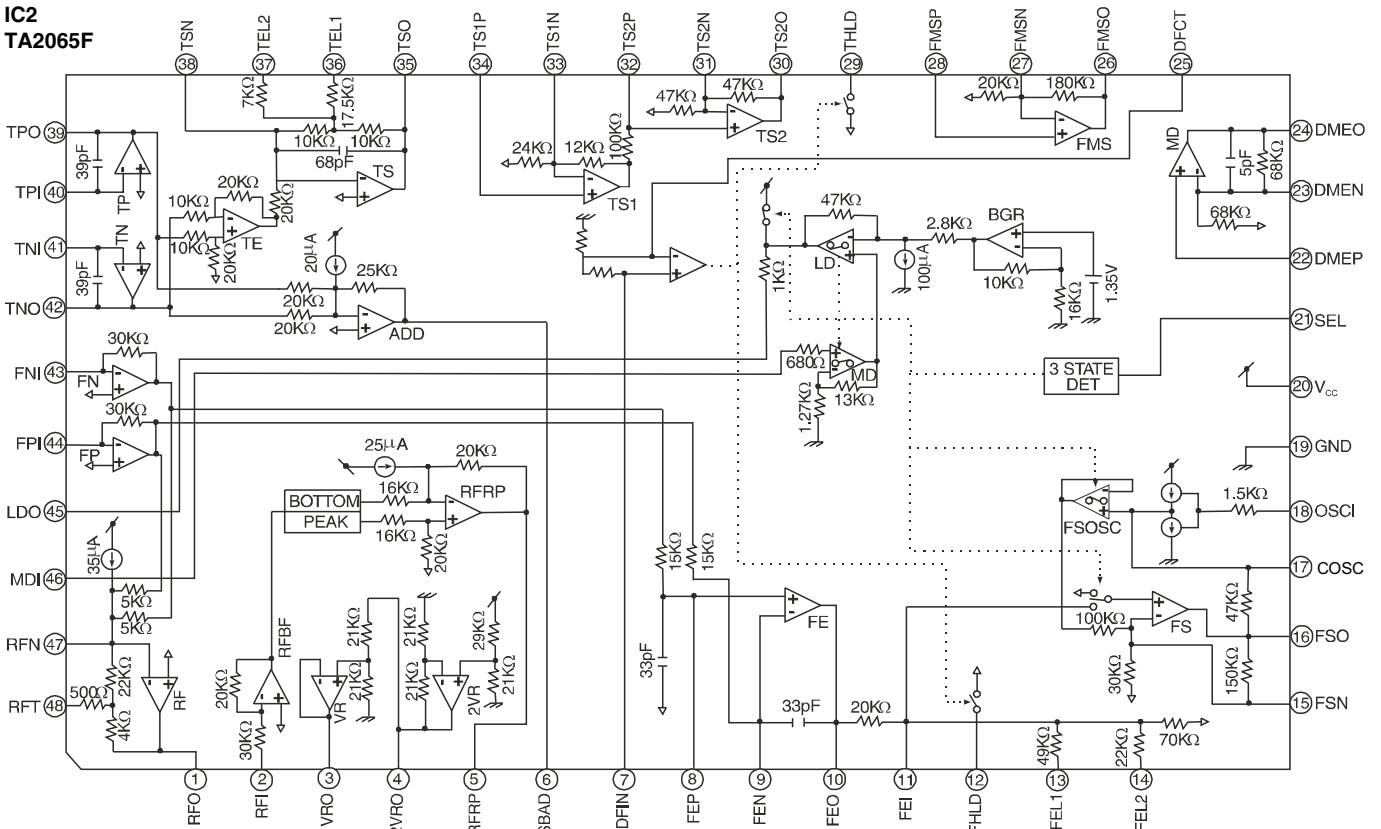 IC2
TA2065F
TSN
TEL2
TEL1
TSO
TS1P
TS1N
TS2P
TS2N
TS2O
THLD
FMSP
FMSN
FMSO
DFCT
38
37
36
35
34
33
32
31
30
29
28
27
26
25
7KΩ
17.5KΩ
10KΩ
10KΩ
68pF
TS
20KΩ
24KΩ
12KΩ
100KΩ
TS1
47KΩ
47KΩ
TS2
20KΩ
180KΩ
FMS
MD
5pF
68KΩ
68KΩ
TPO 39
TPI 40
TNI 41
TNO 42
FNI 43
FPI 44
LDO 45
MDI 46
RFN 47
RFT 48
39pF
TP
TN
39pF
10KΩ
20KΩ
10KΩ
TE
20KΩ
20μA
25KΩ
20KΩ
20KΩ
ADD
30KΩ
FN
30KΩ
FP
47KΩ
LD
1KΩ
100μA
2.8KΩ
BGR
10KΩ
16KΩ
1.35V
680Ω
MD
13KΩ
1.27KΩ
3 STATE
DET
24 DMEO
23 DMEN
22 DMEP
21 SEL
20 Vcc
19 GND
18 OSCI
17 COSC
16 FSO
15 FSN
25μA
20KΩ
BOTTOM
PEAK
16KΩ
16KΩ
RFRP
20KΩ
35μA
5KΩ
5KΩ
22KΩ
500Ω
4KΩ
RF
RFBF
20KΩ
30KΩ
21KΩ
21KΩ
VR
21KΩ
21KΩ
29KΩ
21KΩ
2VR
15KΩ
15KΩ
33pF
FE
33pF
20KΩ
FSOSC
1.5KΩ
100KΩ
FS
47KΩ
30KΩ
150KΩ
49KΩ
22KΩ
70KΩ
1
2
3
4
5
6
7
8
9
10
11
12
13
14
RFO
RFI
VRO
2VRO
RFRP
SBAD
DFIN
FEP
FEN
FEO
FEI
FHLD
FEL1
FEL2